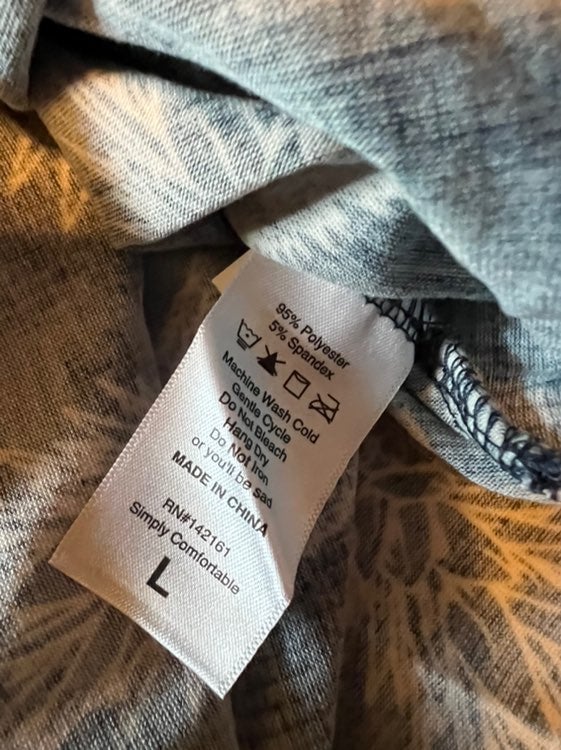 95% Polyester
5% Spandex
Machine Wash Cold
Gentle Cycle
Do Not Bleach
Hang Dry
Do Not Iron
or you'll be sad
MADE IN CHINA
RN#142161
Simply Comfortable
L